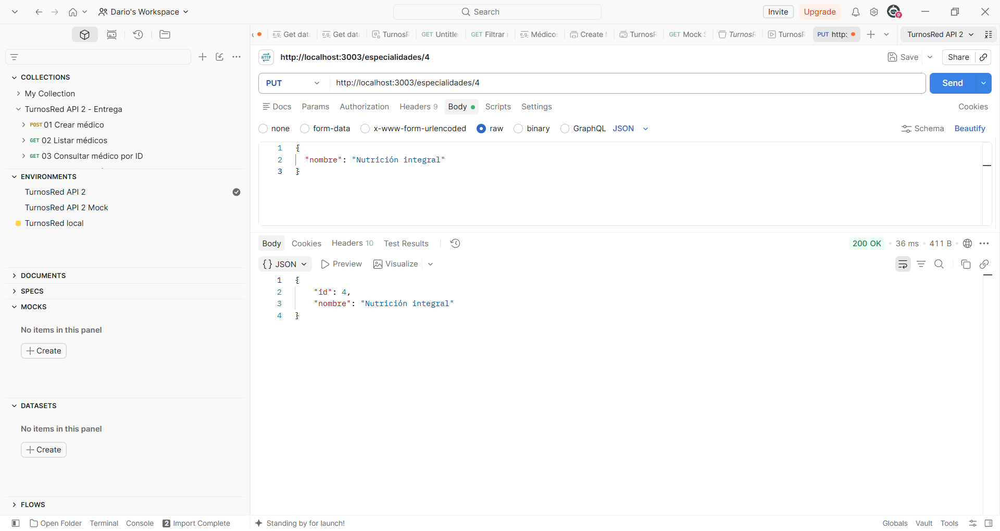 Dario's Workspace
Search
Invite
Upgrade
D
Get dat
Get dat
TurnosR
GET Untitle
GET Filtrar
Médico
Create
TurnosR
GET Mock S
TurnosR
TurnosR
PUT http:
TurnosRed API 2
COLLECTIONS
My Collection
TurnosRed API 2 - Entrega
POST 01 Crear médico
GET 02 Listar médicos
GET 03 Consultar médico por ID
ENVIRONMENTS
TurnosRed API 2
TurnosRed API 2 Mock
TurnosRed local
DOCUMENTS
SPECS
MOCKS
No items in this panel
Create
DATASETS
No items in this panel
Create
FLOWS
HTTP
http://localhost:3003/especialidades/4
Save
Share
PUT
http://localhost:3003/especialidades/4
Send
Docs
Params
Authorization
Headers 9
Body
Scripts
Settings
Cookies
none
form-data
x-www-form-urlencoded
raw
binary
GraphQL
JSON
Schema
Beautify
1 {
2 "nombre": "Nutrición integral"
3 }
Body
Cookies
Headers 10
Test Results
200 OK
36 ms
411 B
{} JSON
Preview
Visualize
1 {
2 "id": 4,
3 "nombre": "Nutrición integral"
4 }
Open Folder
Terminal
Console
2 Import Complete
Standing by for launch!
Globals
Vault
Tools